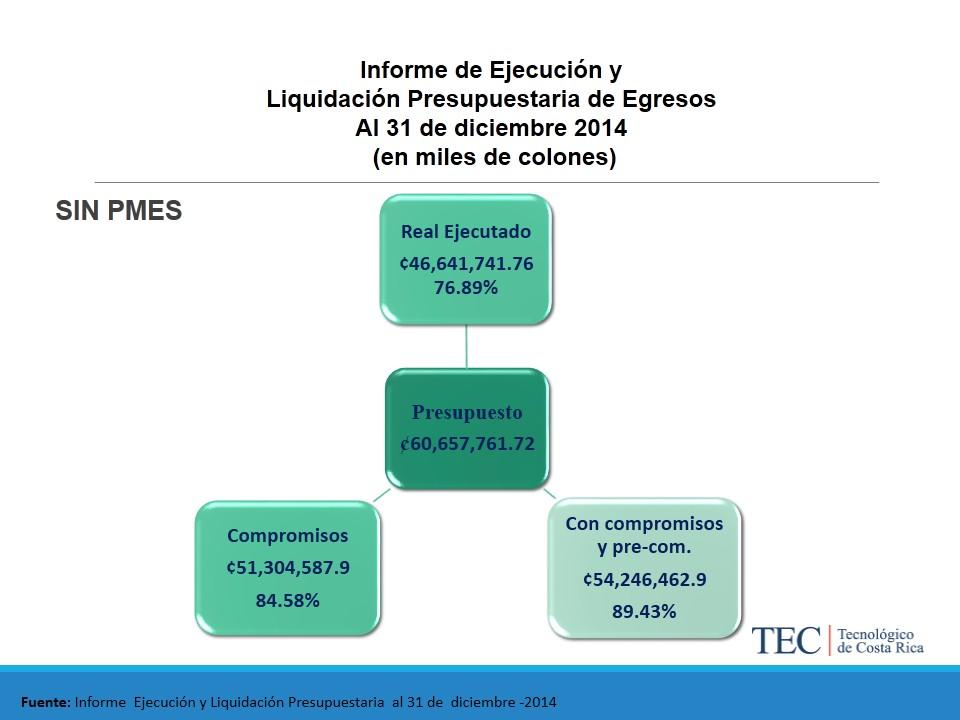 Informe de Ejecución y
Liquidación Presupuestaria de Egresos
Al 31 de diciembre 2014
(en miles de colones)
SIN PMES
Real Ejecutado
¢46,641,741.76
76.89%
Presupuesto
¢60,657,761.72
Compromisos
¢51,304,587.9
84.58%
Con compromisos
y pre-com.
¢54,246,462.9
89.43%
TEC | Tecnológico
de Costa Rica
Fuente: Informe Ejecución y Liquidación Presupuestaria al 31 de diciembre -2014